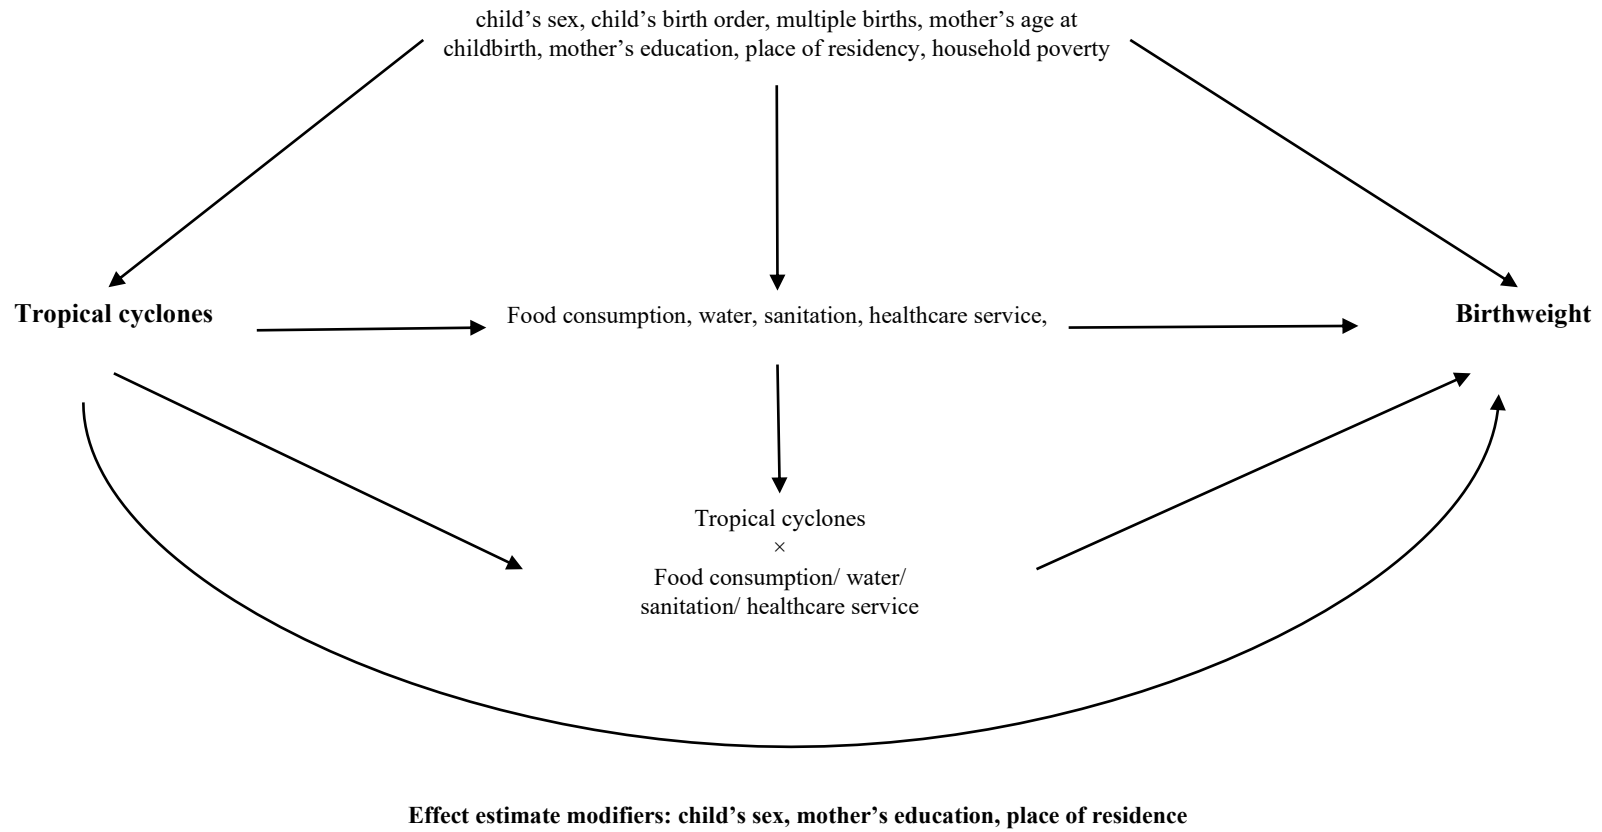 child’s sex, child’s birth order, multiple births, mother’s age at
childbirth, mother’s education, place of residency, household poverty
Tropical cyclones
Food consumption, water, sanitation, healthcare service,
Birthweight
Tropical cyclones
×
Food consumption/ water/
sanitation/ healthcare service
Effect estimate modifiers: child’s sex, mother’s education, place of residence